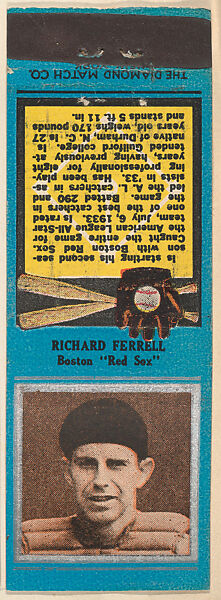 THE DIAMOND MATCH CO.
Is starting his second sea-
son with Boston Red Sox.
Caught the entire game for
the American League All-Star
team, July 6, 1933. Is rated
one of the best catchers in
the game. Batted 290 and
led the A. L. catchers in as-
sists in '33. Has been play-
ing professionally for eight
years, having previously at-
tended Guilford College. A
native of Durham, N. C. Is 27
years old, weighs 170 pounds
and stands 5 ft. 11 in.
RICHARD FERRELL
Boston "Red Sox"